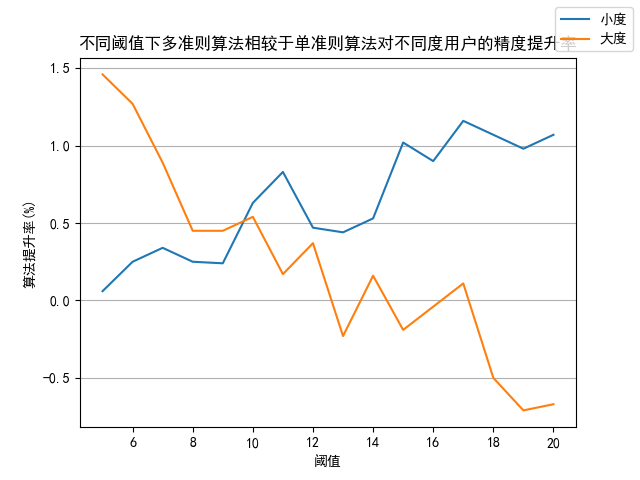 不同阈值下多准则算法相较于单准则算法对不同度用户的精度提升率
小度
大度
1.5
1.0
0.5
0.0
−0.5
算法提升率(%)
6 8 10 12 14 16 18 20
阈值